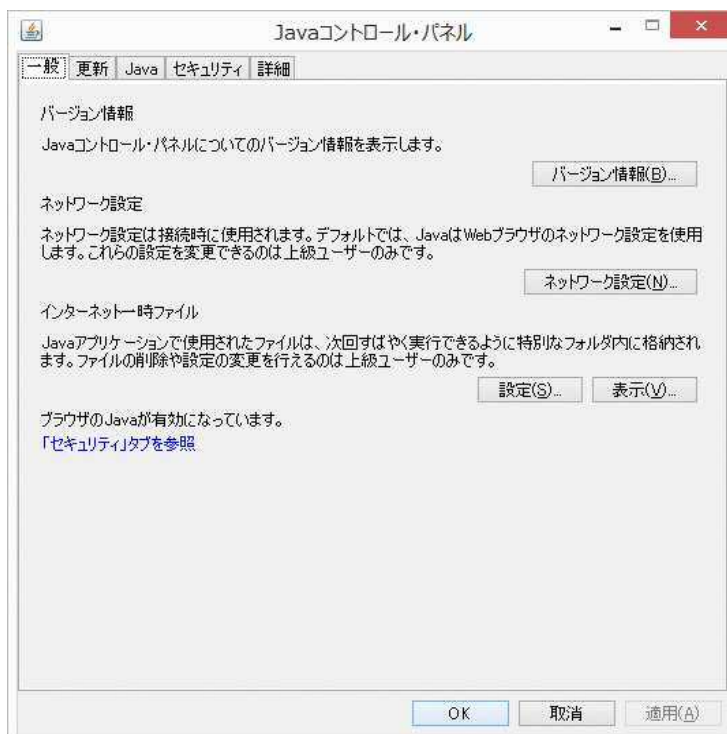 Javaコントロール・パネル
一般 更新 Java セキュリティ 詳細
バージョン情報
Javaコントロール・パネルについてのバージョン情報を表示します。
バージョン情報(B)...
ネットワーク設定
ネットワーク設定は接続時に使用されます。デフォルトでは、JavaはWebブラウザのネットワーク設定を使用
します。これらの設定を変更できるのは上級ユーザーのみです。
ネットワーク設定(N)...
インターネット一時ファイル
Javaアプリケーションで使用されたファイルは、次回すばやく実行できるように特別なフォルダ内に格納され
ます。ファイルの削除や設定の変更を行えるのは上級ユーザーのみです。
設定(S)... 表示(V)...
ブラウザのJavaが有効になっています。
「セキュリティ」タブを参照
OK 取消 適用(A)